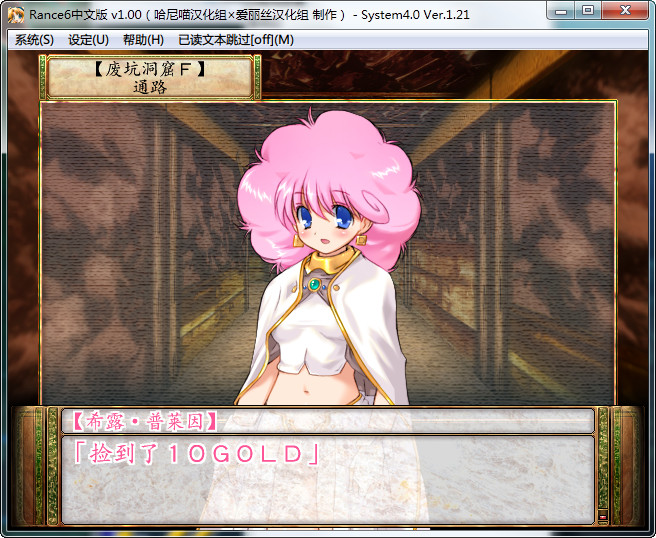 Rance6中文版 v1.00（哈尼喵汉化组×爱丽丝汉化组 制作） - System4.0 Ver.1.21
系统(S) 设定(U) 帮助(H) 已读文本跳过[off](M)
【废坑洞窟Ｆ】
通路
【希露·普莱因】
「捡到了１０ＧＯＬＤ」